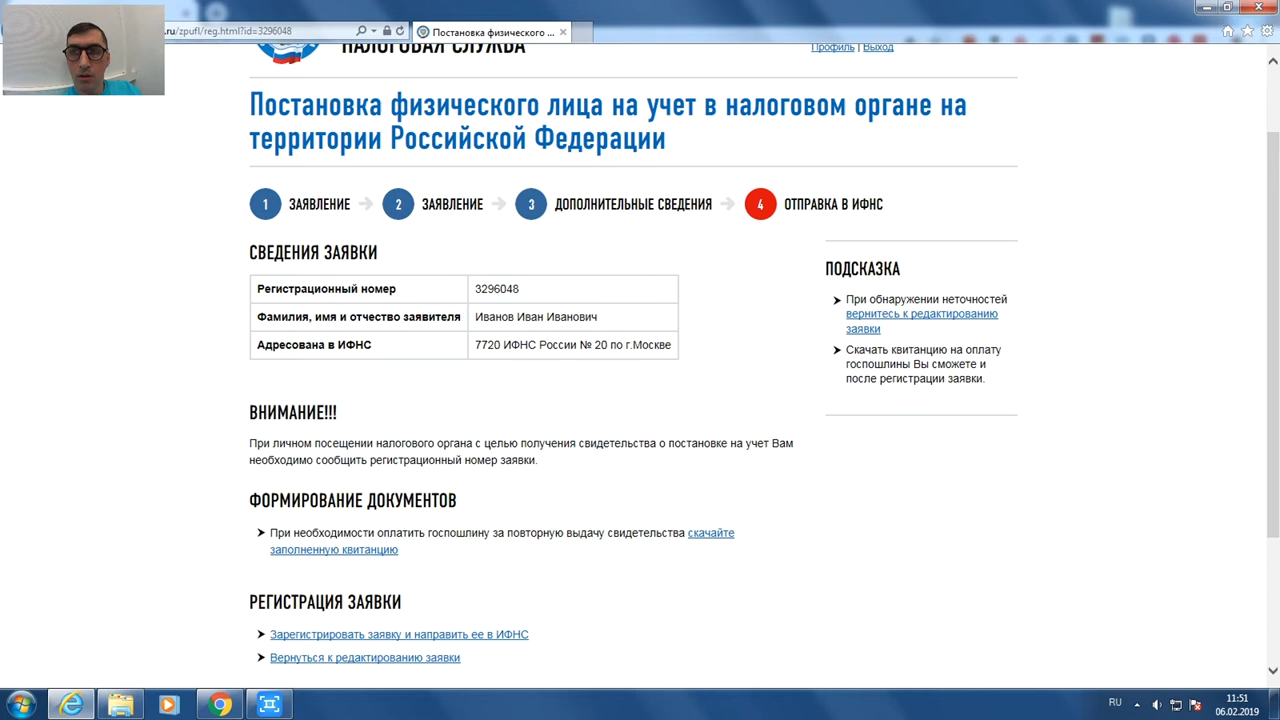 .ru/zpufl/reg.html?id=3296048
Постановка физического ...
НАЛОГОВАЯ СЛУЖБА
Профиль | Выход
Постановка физического лица на учет в налоговом органе на
территории Российской Федерации
1 ЗАЯВЛЕНИЕ 2 ЗАЯВЛЕНИЕ 3 ДОПОЛНИТЕЛЬНЫЕ СВЕДЕНИЯ 4 ОТПРАВКА В ИФНС
СВЕДЕНИЯ ЗАЯВКИ
Регистрационный номер 3296048
Фамилия, имя и отчество заявителя Иванов Иван Иванович
Адресована в ИФНС 7720 ИФНС России № 20 по г.Москве
ПОДСКАЗКА
При обнаружении неточностей
вернитесь к редактированию
заявки
Скачать квитанцию на оплату
госпошлины Вы сможете и
после регистрации заявки.
ВНИМАНИЕ!!!
При личном посещении налогового органа с целью получения свидетельства о постановке на учет Вам
необходимо сообщить регистрационный номер заявки.
ФОРМИРОВАНИЕ ДОКУМЕНТОВ
При необходимости оплатить госпошлину за повторную выдачу свидетельства скачайте
заполненную квитанцию
РЕГИСТРАЦИЯ ЗАЯВКИ
Зарегистрировать заявку и направить ее в ИФНС
Вернуться к редактированию заявки
RU
11:51
06.02.2019